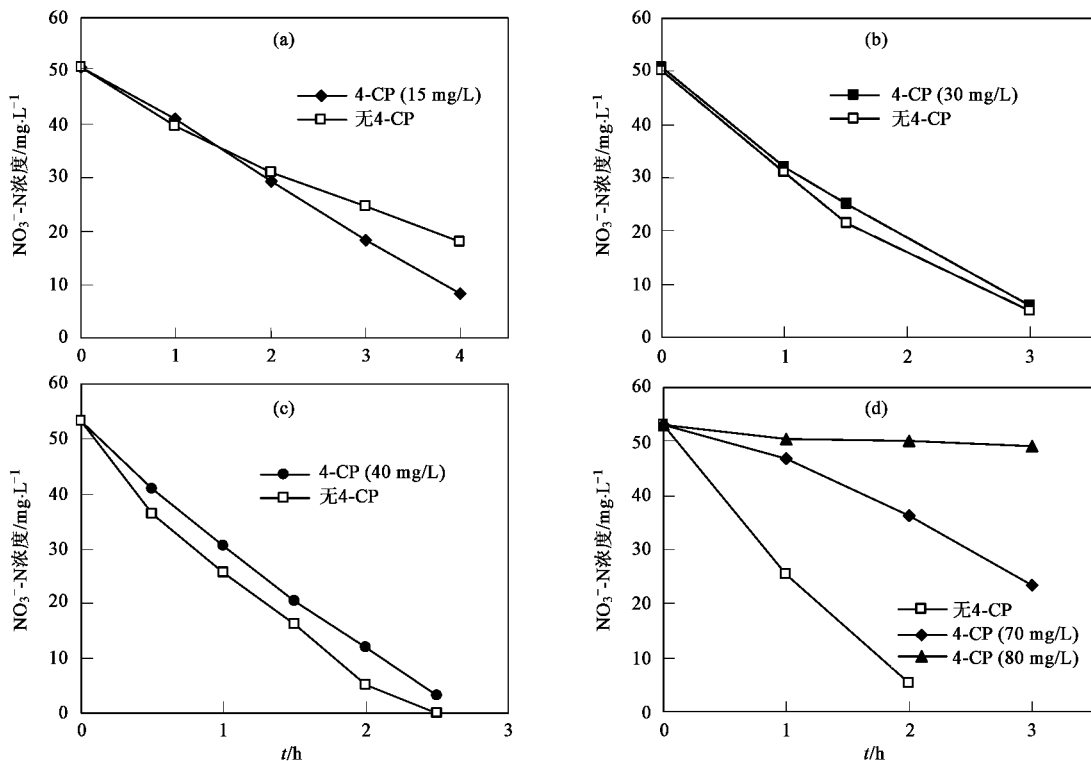 (a)
NO₃⁻-N浓度/mg·L⁻¹
60
50
40
30
20
10
0
4-CP (15 mg/L)
无4-CP
0 1 2 3 4
(b)
NO₃⁻-N浓度/mg·L⁻¹
60
50
40
30
20
10
0
4-CP (30 mg/L)
无4-CP
0 1 2 3
(c)
NO₃⁻-N浓度/mg·L⁻¹
60
50
40
30
20
10
0
4-CP (40 mg/L)
无4-CP
0 1 2 3
t/h
(d)
NO₃⁻-N浓度/mg·L⁻¹
60
50
40
30
20
10
0
无4-CP
4-CP (70 mg/L)
4-CP (80 mg/L)
0 1 2 3
t/h